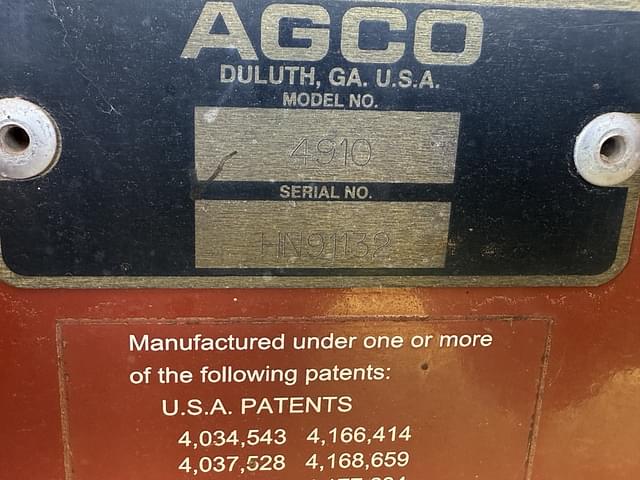 AGCO
DULUTH, GA. U.S.A.
MODEL NO.
4910
SERIAL NO.
HN91132
Manufactured under one or more
of the following patents:
U.S.A. PATENTS
4,034,543 4,166,414
4,037,528 4,168,659